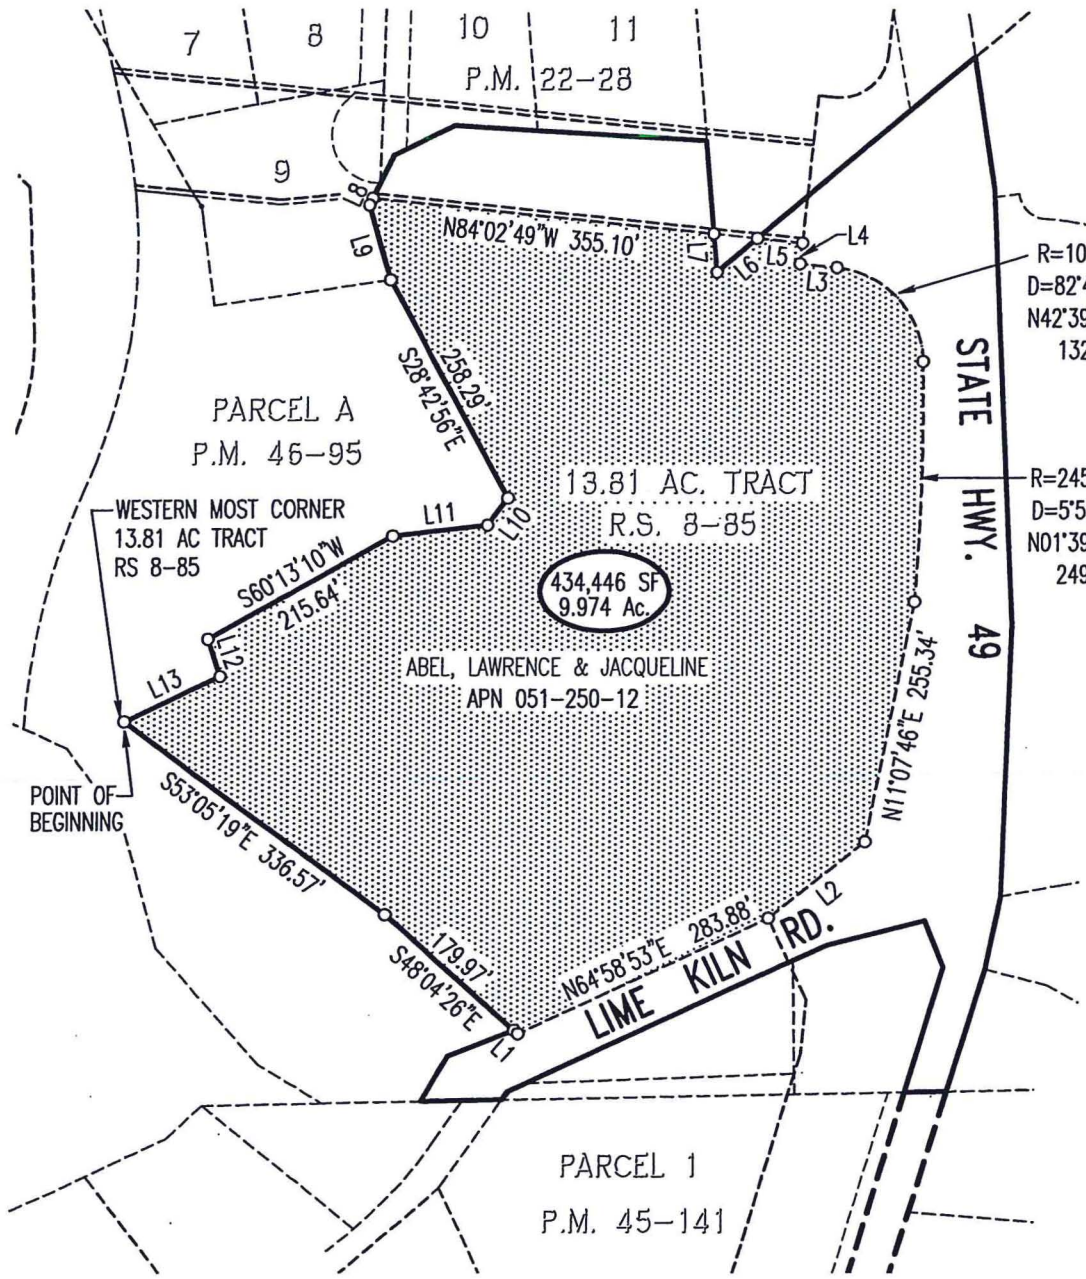 7
8
10
11
P.M. 22-28
9
L8
L9
N84°02'49"W 355.10'
L7
L6
L5
L4
L3
R=10
D=82°4
N42°39
132
258.29'
S28°42'56"E
STATE HWY. 49
PARCEL A
P.M. 46-95
13.81 AC. TRACT
R.S. 8-85
R=245
D=5°5
N01°39
249
WESTERN MOST CORNER
13.81 AC TRACT
RS 8-85
L11
L10
S60°13'10"W
215.64'
434,446 SF
9.974 Ac.
L12
L13
ABEL, LAWRENCE & JACQUELINE
APN 051-250-12
N11°07'46"E 255.34'
POINT OF
BEGINNING
S53°05'19"E 336.57'
L2
179.97'
S48°04'26"E
N64°58'53"E 283.88'
LIME KILN RD.
L1
PARCEL 1
P.M. 45-141